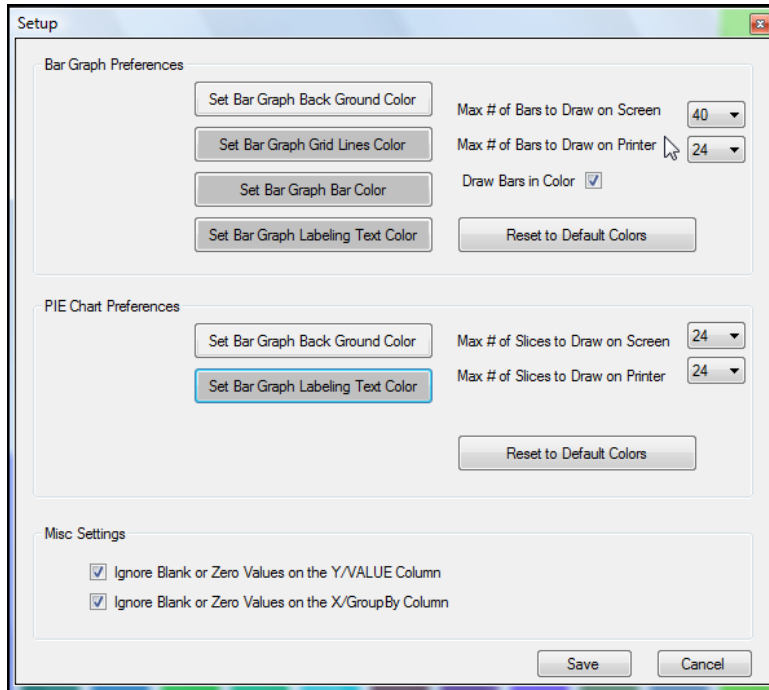 Setup
Bar Graph Preferences
Set Bar Graph Back Ground Color
Max # of Bars to Draw on Screen 40
Set Bar Graph Grid Lines Color
Max # of Bars to Draw on Printer 24
Set Bar Graph Bar Color
Draw Bars in Color
Set Bar Graph Labeling Text Color
Reset to Default Colors
PIE Chart Preferences
Set Bar Graph Back Ground Color
Max # of Slices to Draw on Screen 24
Set Bar Graph Labeling Text Color
Max # of Slices to Draw on Printer 24
Reset to Default Colors
Misc Settings
Ignore Blank or Zero Values on the Y/VALUE Column
Ignore Blank or Zero Values on the X/GroupBy Column
Save Cancel